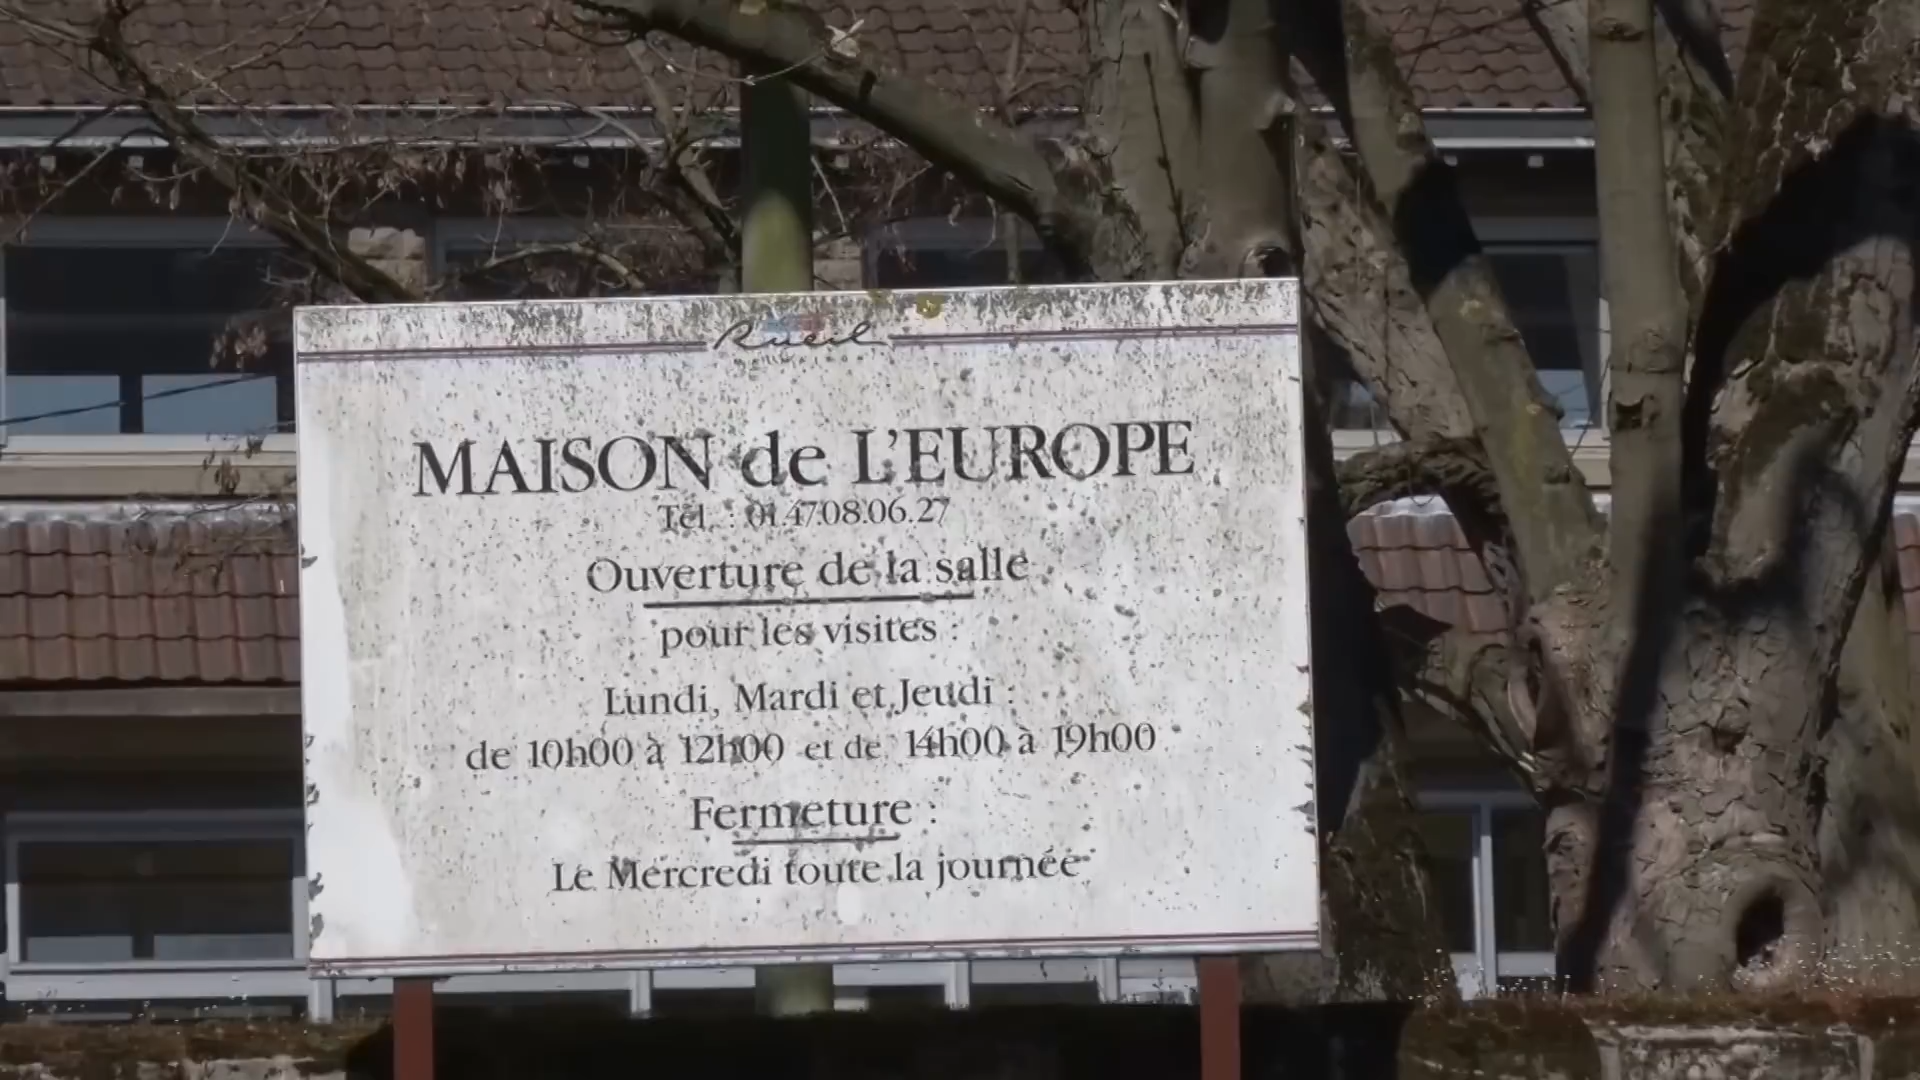 Rueil
MAISON de L'EUROPE
Tél. : 01.47.08.06.27
Ouverture de la salle
pour les visites :
Lundi, Mardi et Jeudi :
de 10h00 à 12h00 et de 14h00 à 19h00
Fermeture :
Le Mercredi toute la journée